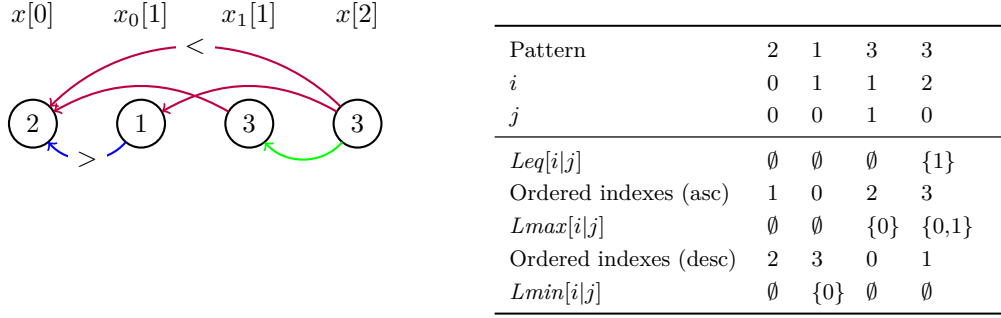 x[0] x₀[1] x₁[1] x[2]
<
2 1 3 3
>
Pattern 2 1 3 3
i 0 1 1 2
j 0 0 1 0
Leq[i|j] ∅ ∅ ∅ {1}
Ordered indexes (asc) 1 0 2 3
Lmax[i|j] ∅ ∅ {0} {0,1}
Ordered indexes (desc) 2 3 0 1
Lmin[i|j] ∅ {0} ∅ ∅